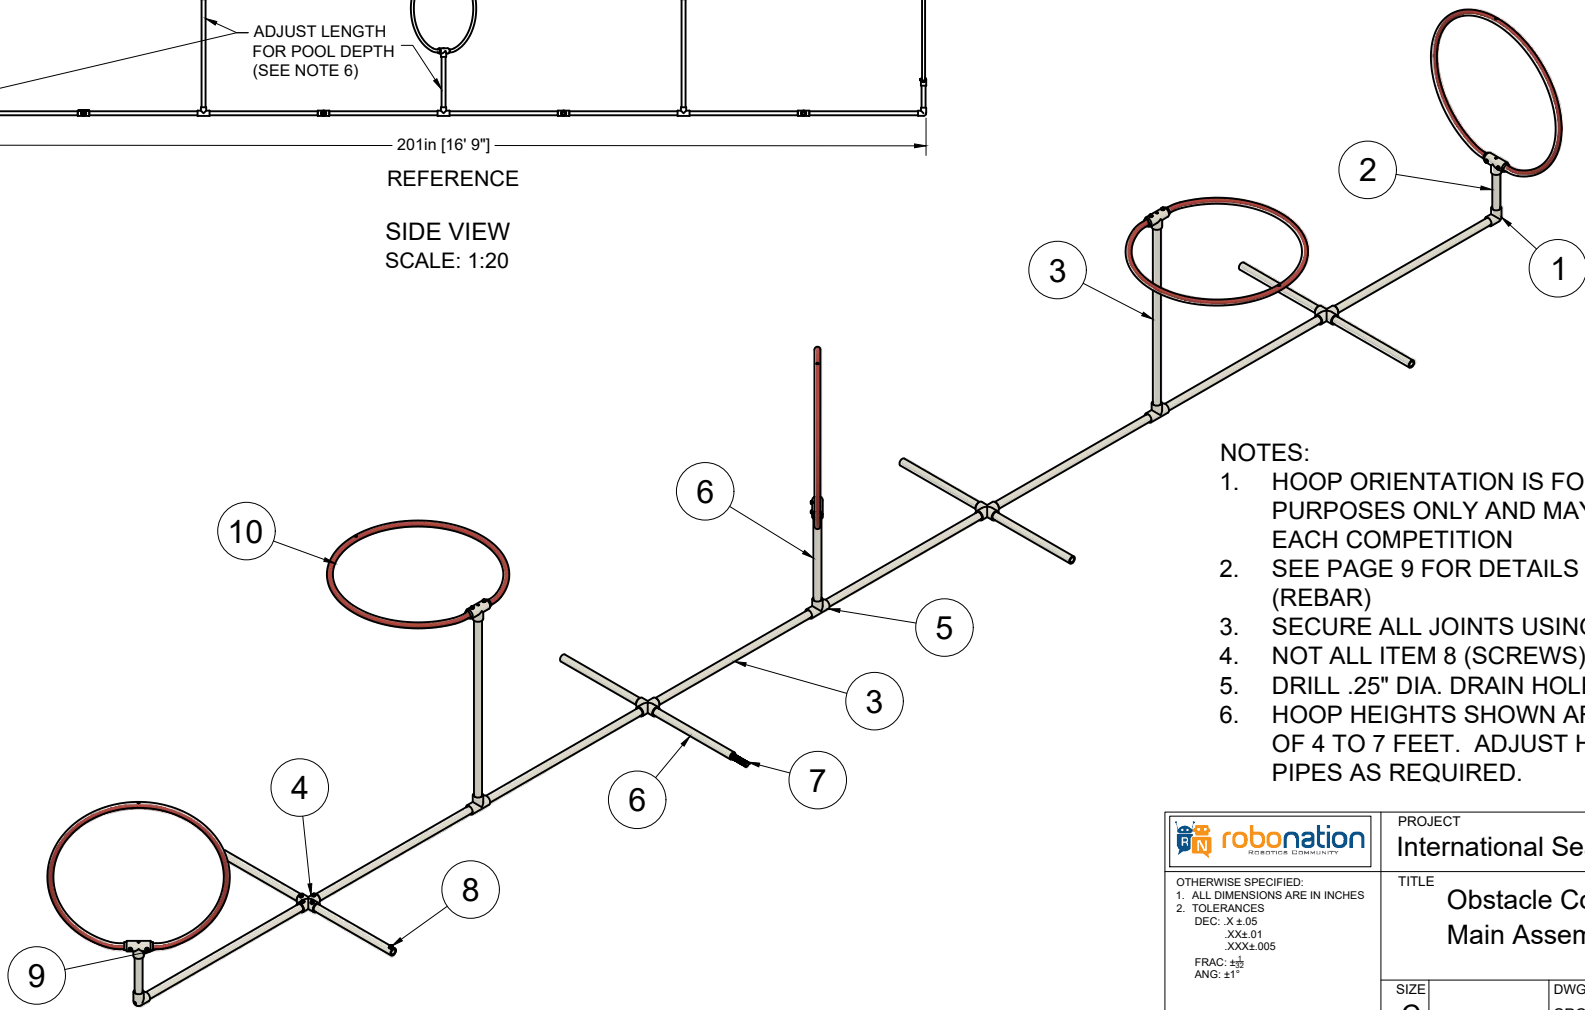 ADJUST LENGTH
FOR POOL DEPTH
(SEE NOTE 6)
201in [16' 9"]
REFERENCE
SIDE VIEW
SCALE: 1:20
2
1
3
6
10
5
3
7
6
4
8
9
NOTES:
1. HOOP ORIENTATION IS FO
PURPOSES ONLY AND MAY
EACH COMPETITION
2. SEE PAGE 9 FOR DETAILS
(REBAR)
3. SECURE ALL JOINTS USING
4. NOT ALL ITEM 8 (SCREWS)
5. DRILL .25" DIA. DRAIN HOL
6. HOOP HEIGHTS SHOWN A
OF 4 TO 7 FEET. ADJUST H
PIPES AS REQUIRED.
R N robonation
ROBOTICS COMMUNITY
PROJECT
International Se
OTHERWISE SPECIFIED:
1. ALL DIMENSIONS ARE IN INCHES
2. TOLERANCES
DEC: .X ±.05
.XX±.01
.XXX±.005
FRAC: ±1/32
ANG: ±1°
TITLE
Obstacle Co
Main Assem
SIZE
DWG